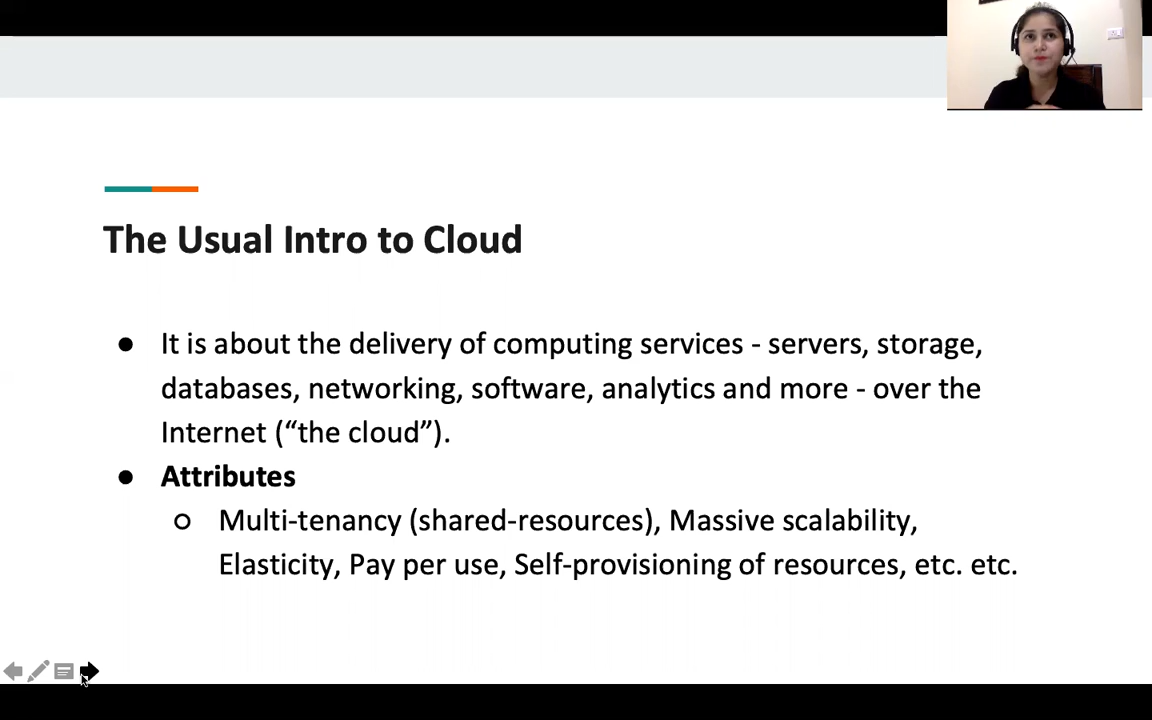 The Usual Intro to Cloud
● It is about the delivery of computing services - servers, storage,
databases, networking, software, analytics and more - over the
Internet (“the cloud”).
● Attributes
○ Multi-tenancy (shared-resources), Massive scalability,
Elasticity, Pay per use, Self-provisioning of resources, etc. etc.